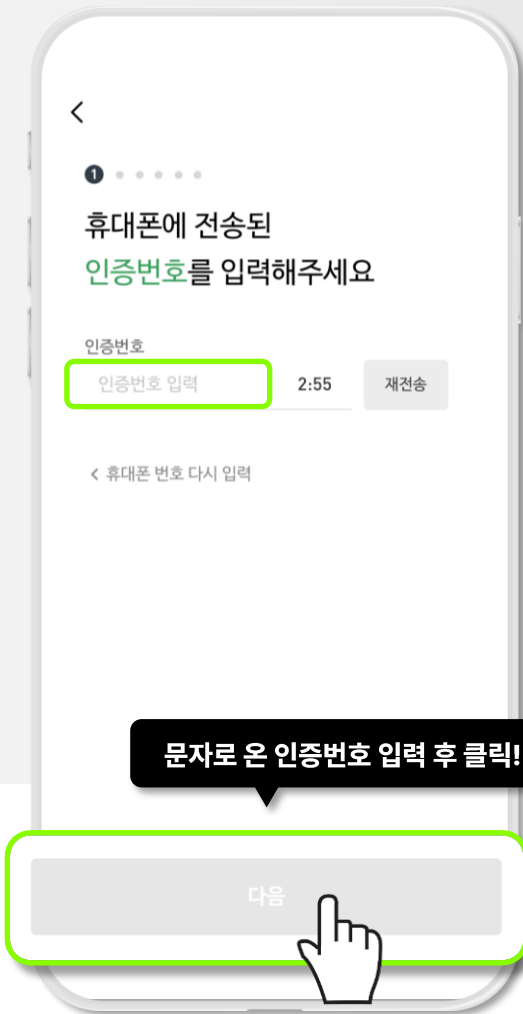 1
휴대폰에 전송된
인증번호를 입력해주세요
인증번호
인증번호 입력 2:55 재전송
< 휴대폰 번호 다시 입력
문자로 온 인증번호 입력 후 클릭!
다음